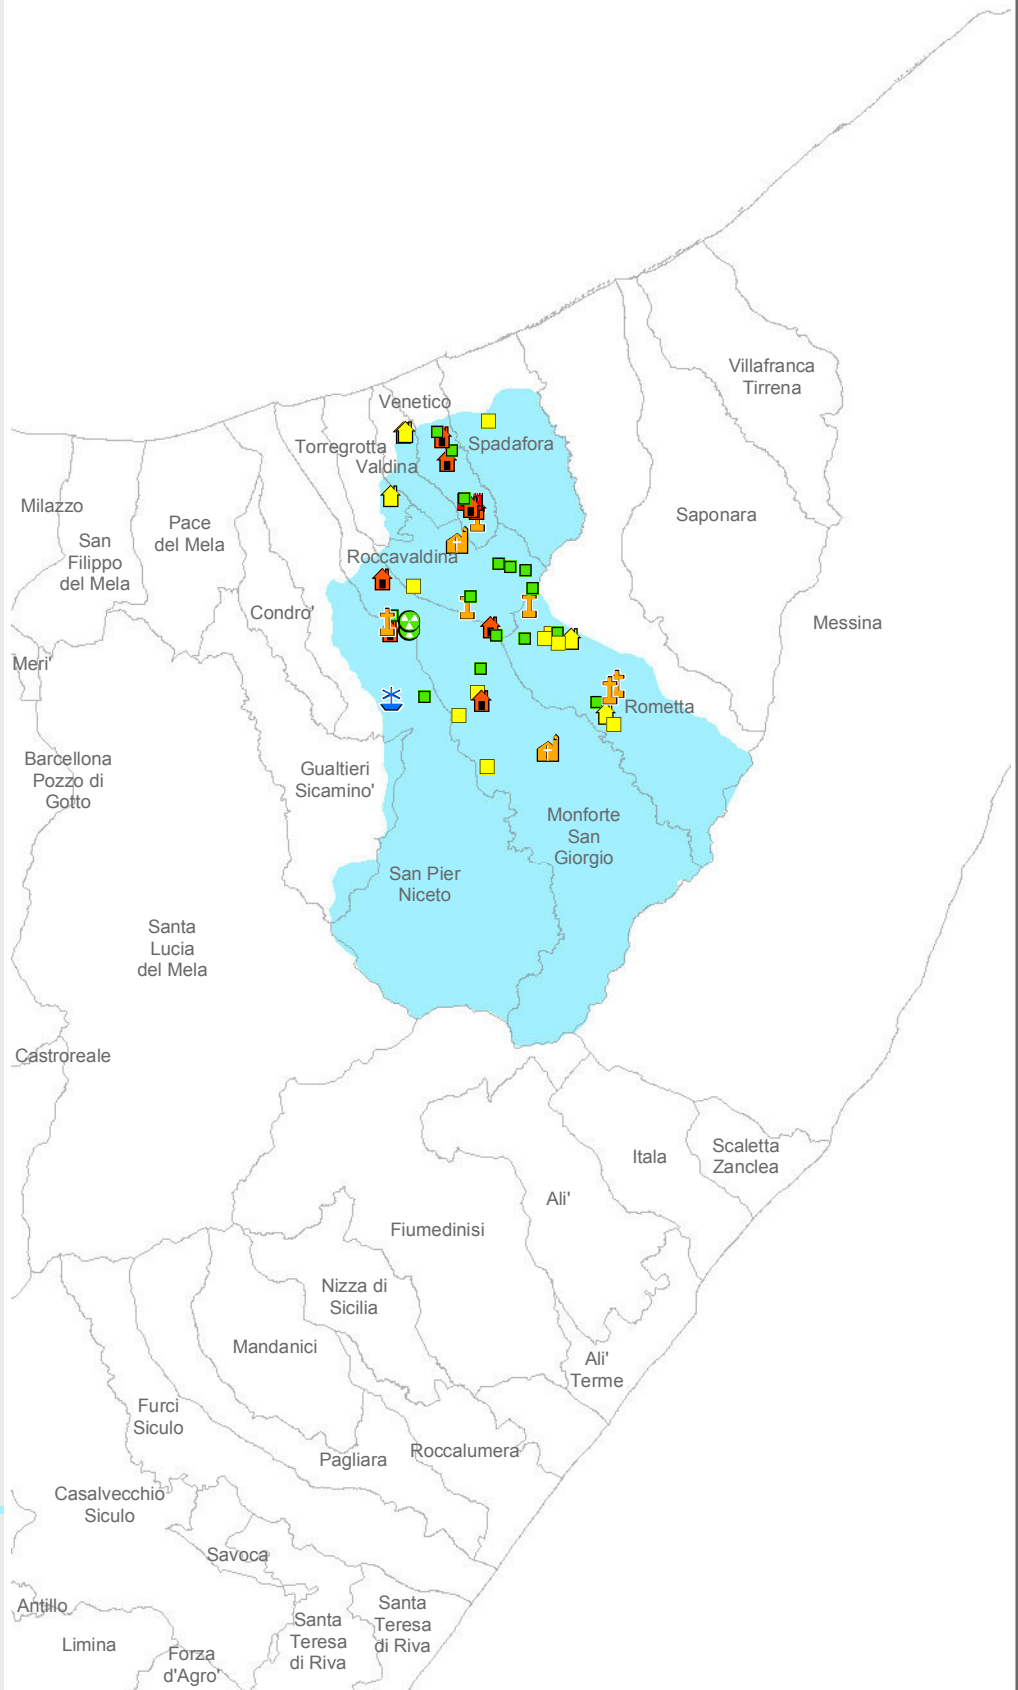 Villafranca
Tirrena
Venetico
Torregrotta
Spadafora
Valdina
Milazzo
Pace
del Mela
San
Filippo
del Mela
Saponara
Roccavaldina
Condro'
Messina
Meri'
Rometta
Barcellona
Pozzo di
Gotto
Gualtieri
Sicamino'
Monforte
San
Giorgio
San Pier
Niceto
Santa
Lucia
del Mela
Castroreale
Itala
Scaletta
Zanclea
Ali'
Fiumedinisi
Nizza di
Sicilia
Mandanici
Ali'
Terme
Furci
Siculo
Pagliara
Roccalumera
Casalvecchio
Siculo
Savoca
Antillo
Limina
Forza
d'Agro'
Santa
Teresa
di Riva
Santa
Teresa
di Riva